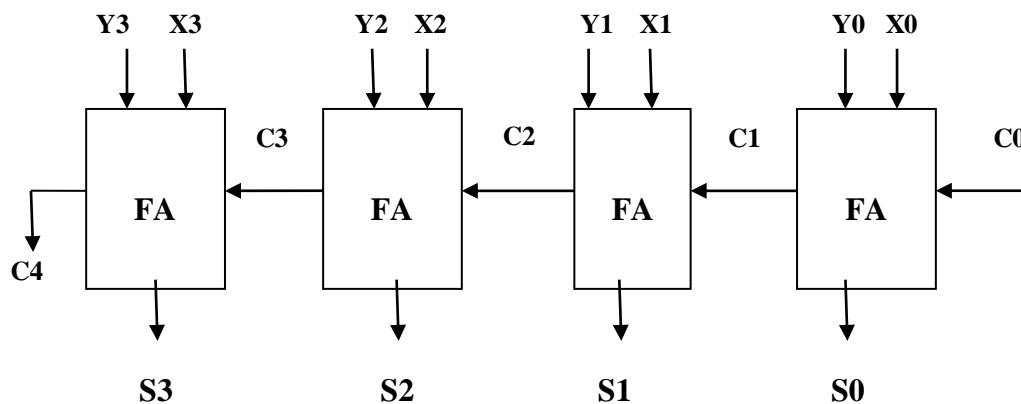 Y3 X3 Y2 X2 Y1 X1 Y0 X0
C3 C2 C1 C0
FA FA FA FA
C4
S3 S2 S1 S0